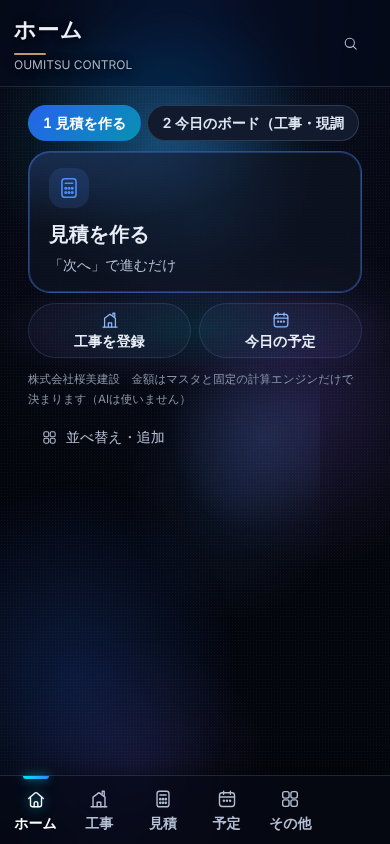 ホーム
OUMITSU CONTROL
1 見積を作る
2 今日のボード（工事・現調
見積を作る
「次へ」で進むだけ
工事を登録
今日の予定
株式会社桜美建設　金額はマスタと固定の計算エンジンだけで
決まります（AIは使いません）
並べ替え・追加
ホーム
工事
見積
予定
その他